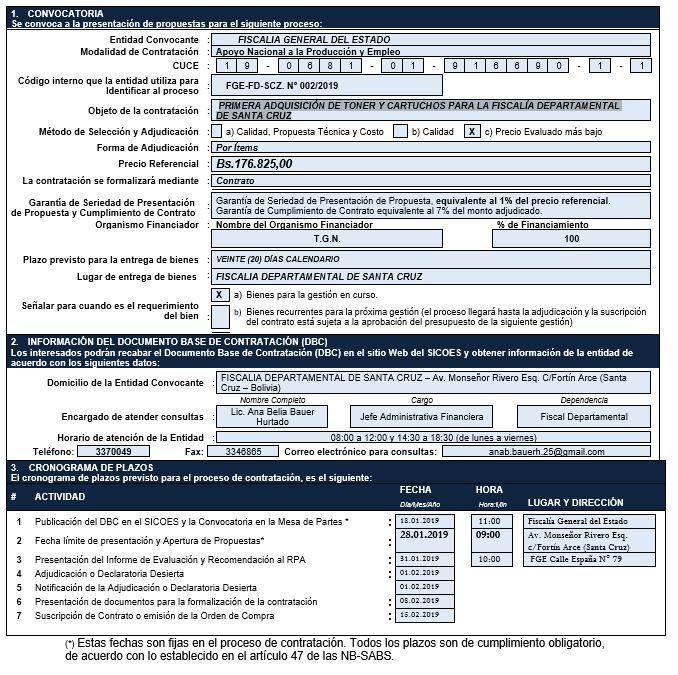 1. CONVOCATORIA
Se convoca a la presentación de propuestas para el siguiente proceso:
Entidad Convocante : FISCALIA GENERAL DEL ESTADO
Modalidad de Contratación : Apoyo Nacional a la Producción y Empleo
CUCE : 1 9 - 0 6 8 1 - 0 1 - 9 1 6 6 9 0 - 1 - 1
Código interno que la entidad utiliza para
Identificar al proceso : FGE-FD-SCZ. N° 002/2019
Objeto de la contratación : PRIMERA ADQUISICIÓN DE TONER Y CARTUCHOS PARA LA FISCALÍA DEPARTAMENTAL
DE SANTA CRUZ
Método de Selección y Adjudicación : a) Calidad, Propuesta Técnica y Costo b) Calidad X c) Precio Evaluado más bajo
Forma de Adjudicación : Por Ítems
Precio Referencial : Bs.176.825,00
La contratación se formalizará mediante : Contrato
Garantía de Seriedad de Presentación
de Propuesta y Cumplimiento de Contrato : Garantía de Seriedad de Presentación de Propuesta, equivalente al 1% del precio referencial.
Garantía de Cumplimiento de Contrato equivalente al 7% del monto adjudicado.
Organismo Financiador : Nombre del Organismo Financiador % de Financiamiento
T.G.N. 100
Plazo previsto para la entrega de bienes : VEINTE (20) DÍAS CALENDARIO
Lugar de entrega de bienes : FISCALIA DEPARTAMENTAL DE SANTA CRUZ
Señalar para cuando es el requerimiento
del bien : X a) Bienes para la gestión en curso.
b) Bienes recurrentes para la próxima gestión (el proceso llegará hasta la adjudicación y la suscripción
del contrato está sujeta a la aprobación del presupuesto de la siguiente gestión)
2. INFORMACIÓN DEL DOCUMENTO BASE DE CONTRATACIÓN (DBC)
Los interesados podrán recabar el Documento Base de Contratación (DBC) en el sitio Web del SICOES y obtener información de la entidad de
acuerdo con los siguientes datos:
Domicilio de la Entidad Convocante : FISCALIA DEPARTAMENTAL DE SANTA CRUZ – Av. Monseñor Rivero Esq. C/Fortín Arce (Santa
Cruz – Bolivia)
Nombre Completo Cargo Dependencia
Encargado de atender consultas : Lic. Ana Belia Bauer
Hurtado Jefe Administrativa Financiera Fiscal Departamental
Horario de atención de la Entidad : 08:00 a 12:00 y 14:30 a 18:30 (de lunes a viernes)
Teléfono: 3370049 Fax: 3346865 Correo electrónico para consultas: anab.bauerh.25@gmail.com
3. CRONOGRAMA DE PLAZOS
El cronograma de plazos previsto para el proceso de contratación, es el siguiente:
# ACTIVIDAD FECHA HORA LUGAR Y DIRECCIÓN
Día/Mes/Año Hora:Min
1 Publicación del DBC en el SICOES y la Convocatoria en la Mesa de Partes * : 18.01.2019 11:00 Fiscalía General del Estado
2 Fecha límite de presentación y Apertura de Propuestas* : 28.01.2019 09:00 Av. Monseñor Rivero Esq.
c/Fortín Arce (Santa Cruz)
3 Presentación del Informe de Evaluación y Recomendación al RPA : 31.01.2019 10:00 FGE Calle España N° 79
4 Adjudicación o Declaratoria Desierta : 01.02.2019
5 Notificación de la Adjudicación o Declaratoria Desierta : 01.02.2019
6 Presentación de documentos para la formalización de la contratación : 08.02.2019
7 Suscripción de Contrato o emisión de la Orden de Compra : 15.02.2019
(*) Estas fechas son fijas en el proceso de contratación. Todos los plazos son de cumplimiento obligatorio,
de acuerdo con lo establecido en el artículo 47 de las NB-SABS.